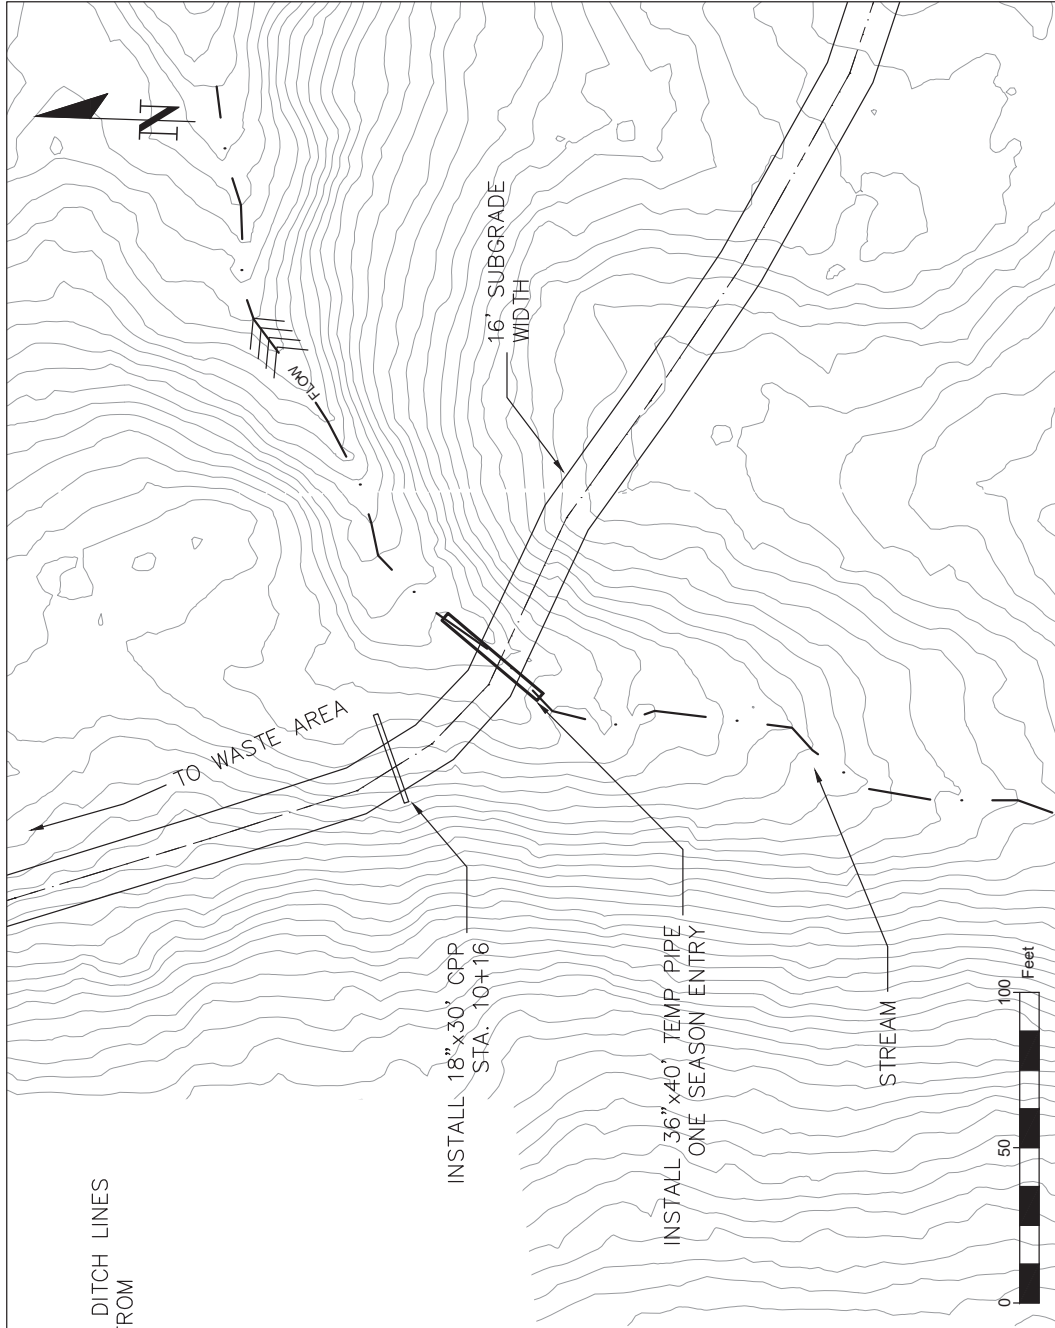 DITCH LINES
FROM
INSTALL 18"x30' CPP
STA. 10+16
INSTALL 36"x40' TEMP PIPE
ONE SEASON ENTRY
STREAM
0 50 100
Feet
TO WASTE AREA
16' SUBGRADE
WIDTH
FLOW
N